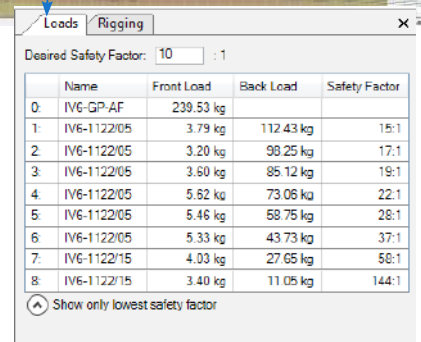 Loads Rigging
Desired Safety Factor: 10 : 1
Name Front Load Back Load Safety Factor
0: IV6-GP-AF 239.53 kg
1: IV6-1122/05 3.79 kg 112.43 kg 15:1
2: IV6-1122/05 3.20 kg 98.25 kg 17:1
3: IV6-1122/05 3.60 kg 85.12 kg 19:1
4: IV6-1122/05 5.62 kg 73.06 kg 22:1
5: IV6-1122/05 5.46 kg 58.75 kg 28:1
6: IV6-1122/05 5.33 kg 43.73 kg 37:1
7: IV6-1122/15 4.03 kg 27.65 kg 58:1
8: IV6-1122/15 3.40 kg 11.05 kg 144:1
Show only lowest safety factor